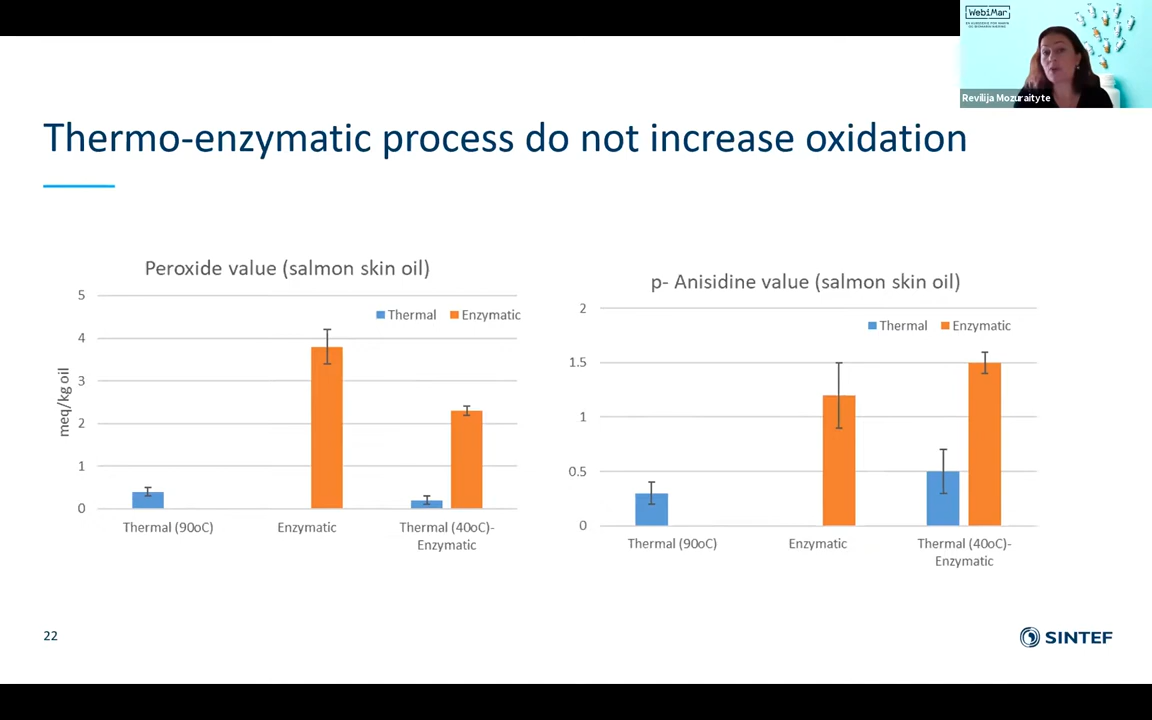 WebiMar
Revilija Mozuraityte
Thermo-enzymatic process do not increase oxidation
Peroxide value (salmon skin oil)
5
4
3
2
1
0
meq/kg oil
Thermal
Enzymatic
Thermal (90oC)
Enzymatic
Thermal (40oC)-
Enzymatic
p- Anisidine value (salmon skin oil)
2
1.5
1
0.5
0
Thermal
Enzymatic
Thermal (90oC)
Enzymatic
Thermal (40oC)-
Enzymatic
22
SINTEF